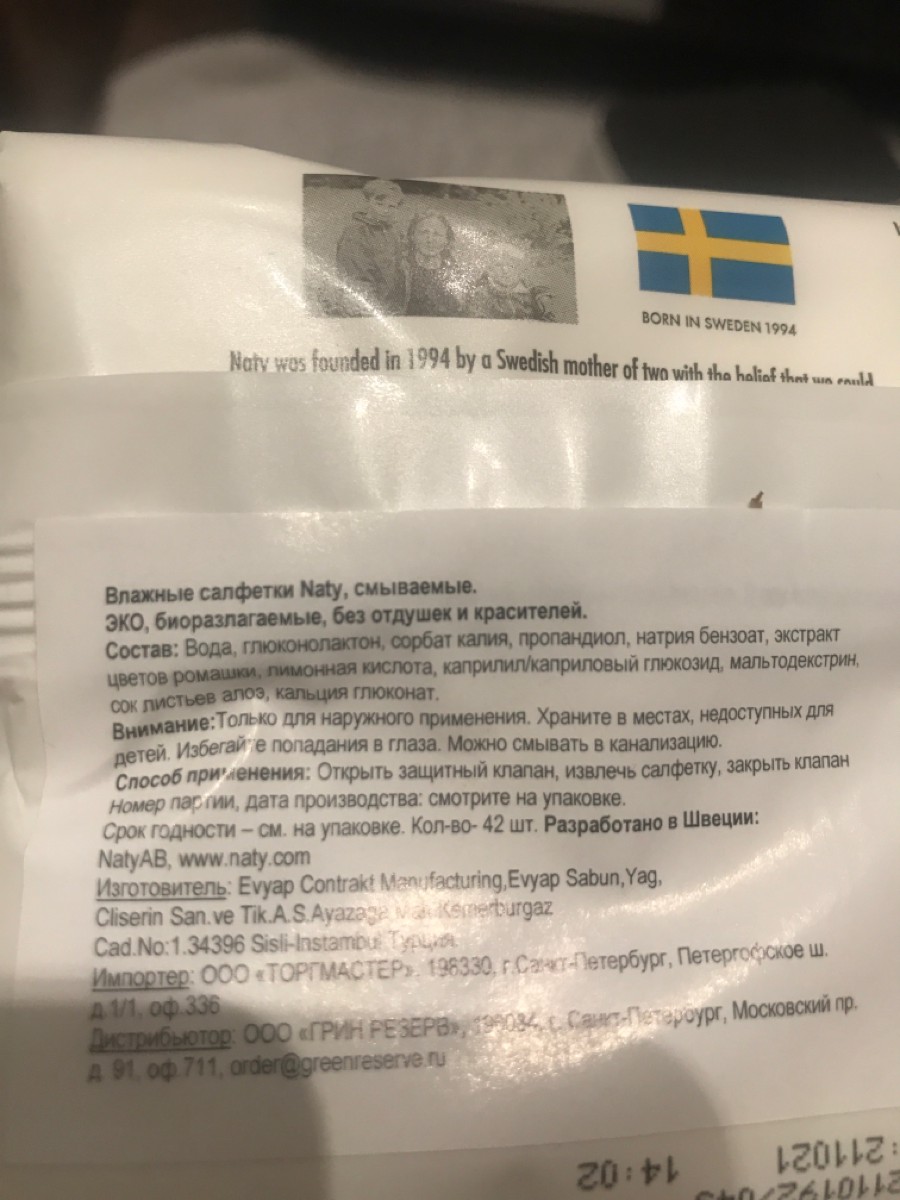 BORN IN SWEDEN 1994
Naty was founded in 1994 by a Swedish mother of two with the belief that we could
Влажные салфетки Naty, смываемые.
ЭКО, биоразлагаемые, без отдушек и красителей.
Состав: Вода, глюконолактон, сорбат калия, пропандиол, натрия бензоат, экстракт
цветов ромашки, лимонная кислота, каприлил/каприловый глюкозид, мальтодекстрин,
сок листьев алоэ, кальция глюконат.
Внимание:Только для наружного применения. Храните в местах, недоступных для
детей. Избегайте попадания в глаза. Можно смывать в канализацию.
Способ применения: Открыть защитный клапан, извлечь салфетку, закрыть клапан
Номер партии, дата производства: смотрите на упаковке.
Срок годности – см. на упаковке. Кол-во- 42 шт. Разработано в Швеции:
NatyAB, www.naty.com
Изготовитель: Evyap Contrakt Manufacturing,Evyap Sabun,Yag,
Cliserin San.ve Tik.A.S.Ayazaga Kemerburgaz
Cad.No:1.34396 Sisli-Instambul Турция.
Импортер: ООО «ТОРГМАСТЕР». 198330, г.Санкт-Петербург, Петергофское ш.
д.1/1, оф.336
Дистрибьютор: ООО «ГРИН РЕЗЕРВ», г. Санкт-Петербург, Московский пр.
д. 91, оф.711, order@greenreserve.ru
14:02